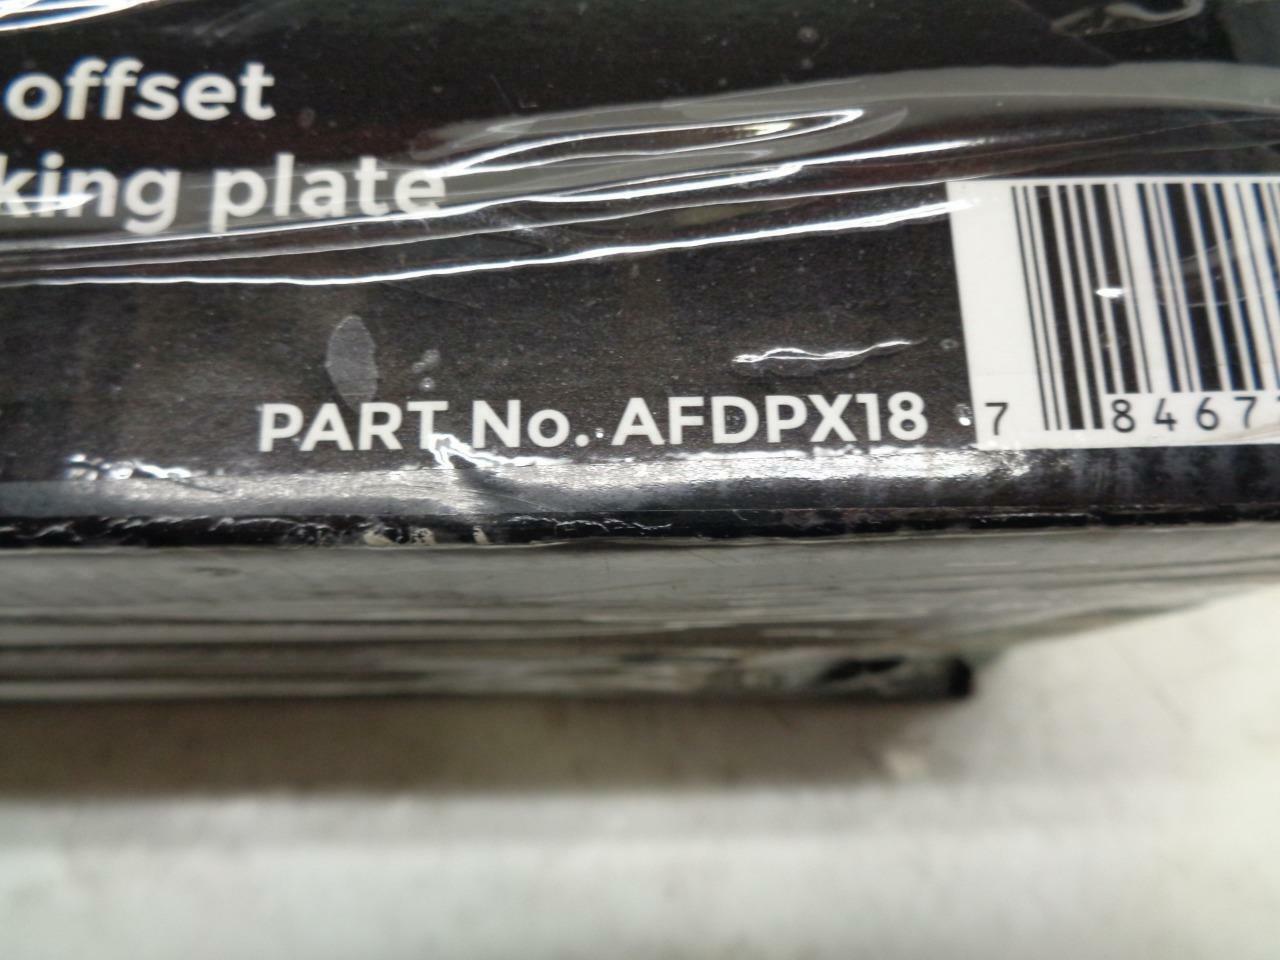 offset
king plate
PART No. AFDPX18
7 8467